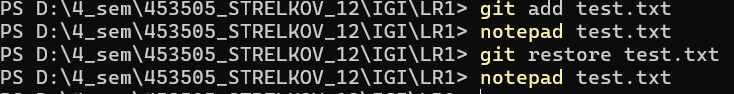 PS D:\4_sem\453505_STRELKOV_12\IGI\LR1> git add test.txt
PS D:\4_sem\453505_STRELKOV_12\IGI\LR1> notepad test.txt
PS D:\4_sem\453505_STRELKOV_12\IGI\LR1> git restore test.txt
PS D:\4_sem\453505_STRELKOV_12\IGI\LR1> notepad test.txt